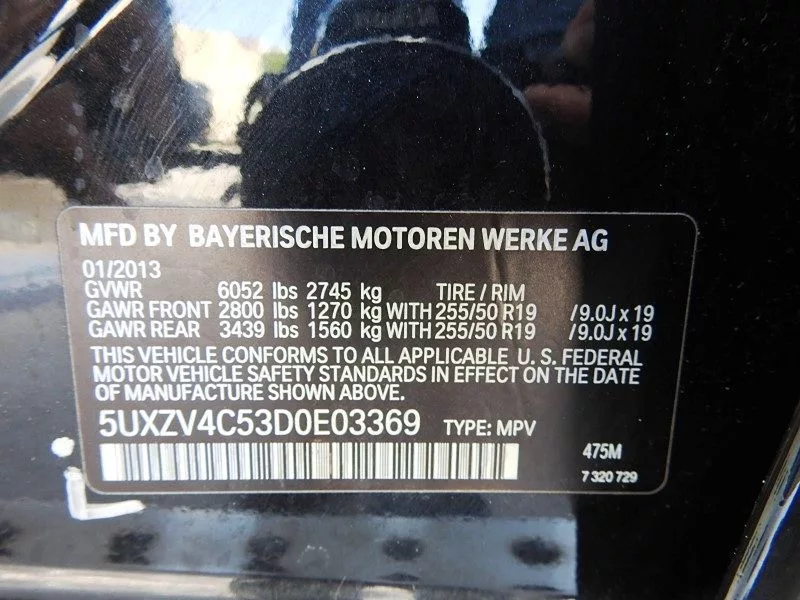 MFD BY BAYERISCHE MOTOREN WERKE AG
01/2013
GVWR 6052 lbs 2745 kg TIRE / RIM
GAWR FRONT 2800 lbs 1270 kg WITH 255/50 R19 /9.0J x 19
GAWR REAR 3439 lbs 1560 kg WITH 255/50 R19 /9.0J x 19
THIS VEHICLE CONFORMS TO ALL APPLICABLE U. S. FEDERAL
MOTOR VEHICLE SAFETY STANDARDS IN EFFECT ON THE DATE
OF MANUFACTURE SHOWN ABOVE.
5UXZV4C53D0E03369 TYPE: MPV
475M
7 320 729